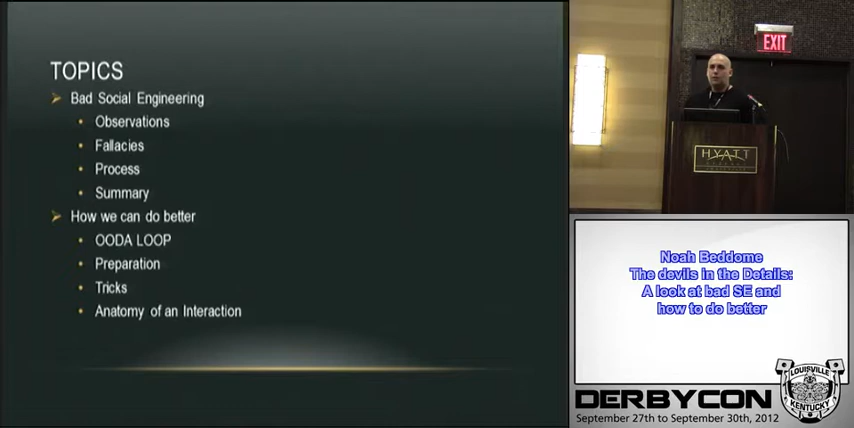 TOPICS
Bad Social Engineering
Observations
Fallacies
Process
Summary
How we can do better
OODA LOOP
Preparation
Tricks
Anatomy of an Interaction
EXIT
HYATT
Noah Beddome
The devils in the Details:
A look at bad SE and
how to do better
DERBYCON
September 27th to September 30th, 2012
LOUISVILLE
KENTUCKY